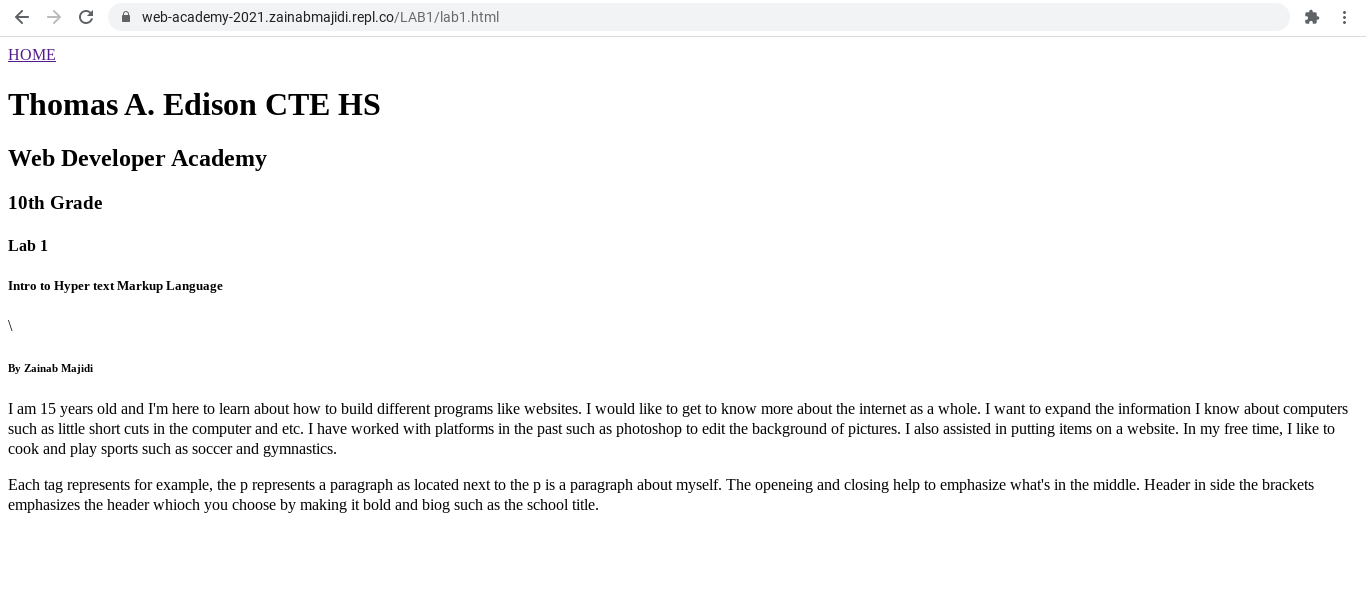 web-academy-2021.zainabmajidi.repl.co/LAB1/lab1.html
HOME
Thomas A. Edison CTE HS
Web Developer Academy
10th Grade
Lab 1
Intro to Hyper text Markup Language
\
By Zainab Majidi
I am 15 years old and I'm here to learn about how to build different programs like websites. I would like to get to know more about the internet as a whole. I want to expand the information I know about computers
such as little short cuts in the computer and etc. I have worked with platforms in the past such as photoshop to edit the background of pictures. I also assisted in putting items on a website. In my free time, I like to
cook and play sports such as soccer and gymnastics.
Each tag represents for example, the p represents a paragraph as located next to the p is a paragraph about myself. The openeing and closing help to emphasize what's in the middle. Header in side the brackets
emphasizes the header whioch you choose by making it bold and biog such as the school title.